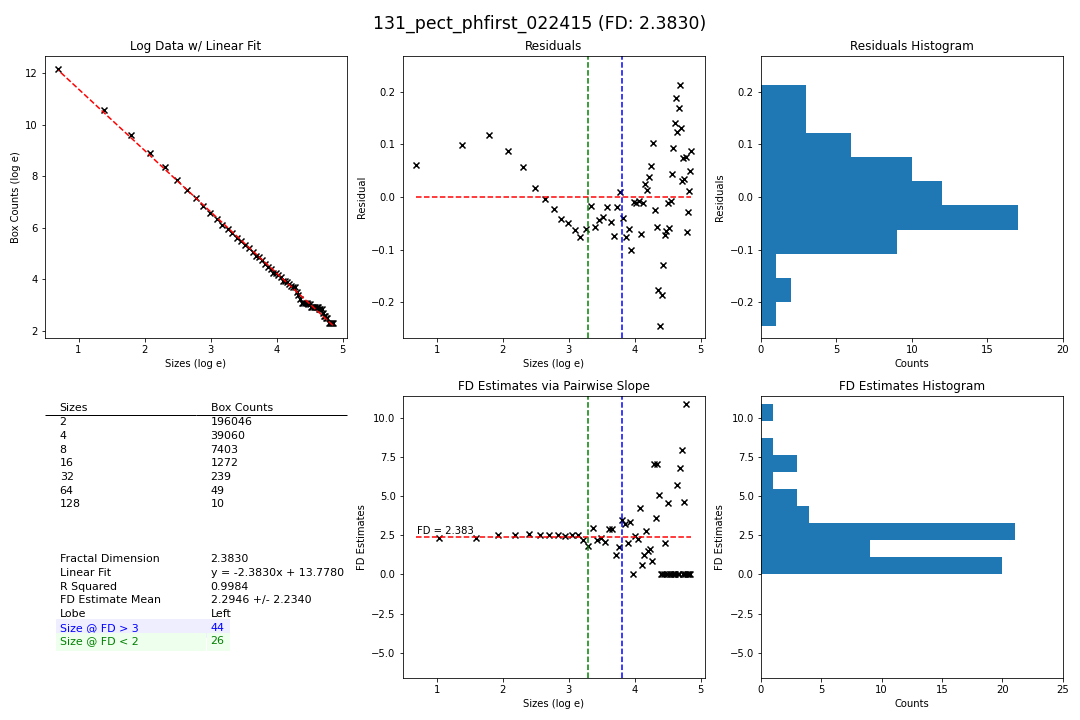 131_pect_phfirst_022415 (FD: 2.3830)
Log Data w/ Linear Fit
Box Counts (log e)
12
10
8
6
4
2
1 2 3 4 5
Sizes (log e)
Residuals
Residual
0.2
0.1
0.0
−0.1
−0.2
1 2 3 4 5
Sizes (log e)
Residuals Histogram
Residuals
0.2
0.1
0.0
−0.1
−0.2
0 5 10 15 20
Counts
Sizes Box Counts
2 196046
4 39060
8 7403
16 1272
32 239
64 49
128 10
Fractal Dimension 2.3830
Linear Fit y = -2.3830x + 13.7780
R Squared 0.9984
FD Estimate Mean 2.2946 +/- 2.2340
Lobe Left
Size @ FD > 3 44
Size @ FD < 2 26
FD Estimates via Pairwise Slope
FD Estimates
10.0
7.5
5.0
2.5
0.0
−2.5
−5.0
FD = 2.383
1 2 3 4 5
Sizes (log e)
FD Estimates Histogram
FD Estimates
10.0
7.5
5.0
2.5
0.0
−2.5
−5.0
0 5 10 15 20 25
Counts